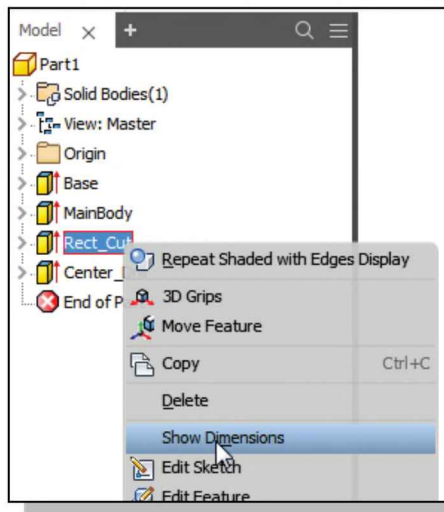 Model × +
Part1
Solid Bodies(1)
View: Master
Origin
Base
MainBody
Rect_Cut
Repeat Shaded with Edges Display
Center_
3D Grips
End of P
Move Feature
Copy Ctrl+C
Delete
Show Dimensions
Edit Sketch
Edit Feature